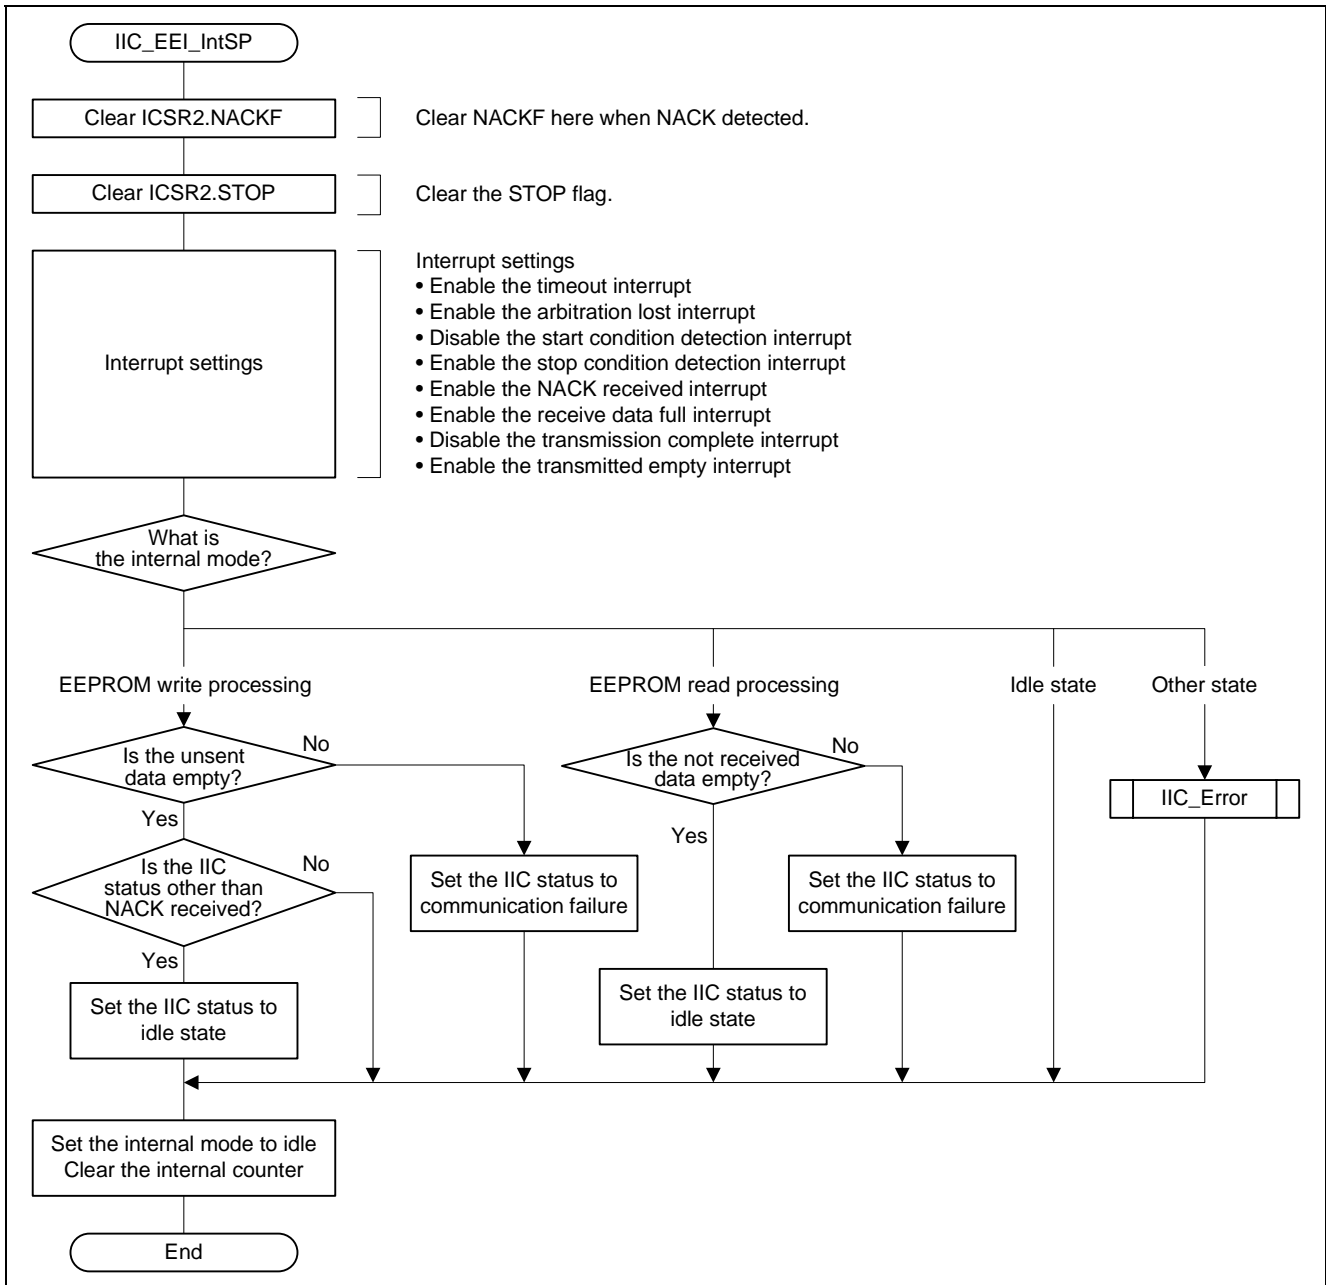 IIC_EEI_IntSP
Clear ICSR2.NACKF
Clear NACKF here when NACK detected.
Clear ICSR2.STOP
Clear the STOP flag.
Interrupt settings
Interrupt settings
• Enable the timeout interrupt
• Enable the arbitration lost interrupt
• Disable the start condition detection interrupt
• Enable the stop condition detection interrupt
• Enable the NACK received interrupt
• Enable the receive data full interrupt
• Disable the transmission complete interrupt
• Enable the transmitted empty interrupt
What is
the internal mode?
EEPROM write processing
EEPROM read processing
Idle state
Other state
Is the unsent
data empty?
No
Yes
Is the not received
data empty?
No
Yes
IIC_Error
Is the IIC
status other than
NACK received?
No
Yes
Set the IIC status to
communication failure
Set the IIC status to
communication failure
Set the IIC status to
idle state
Set the IIC status to
idle state
Set the internal mode to idle
Clear the internal counter
End